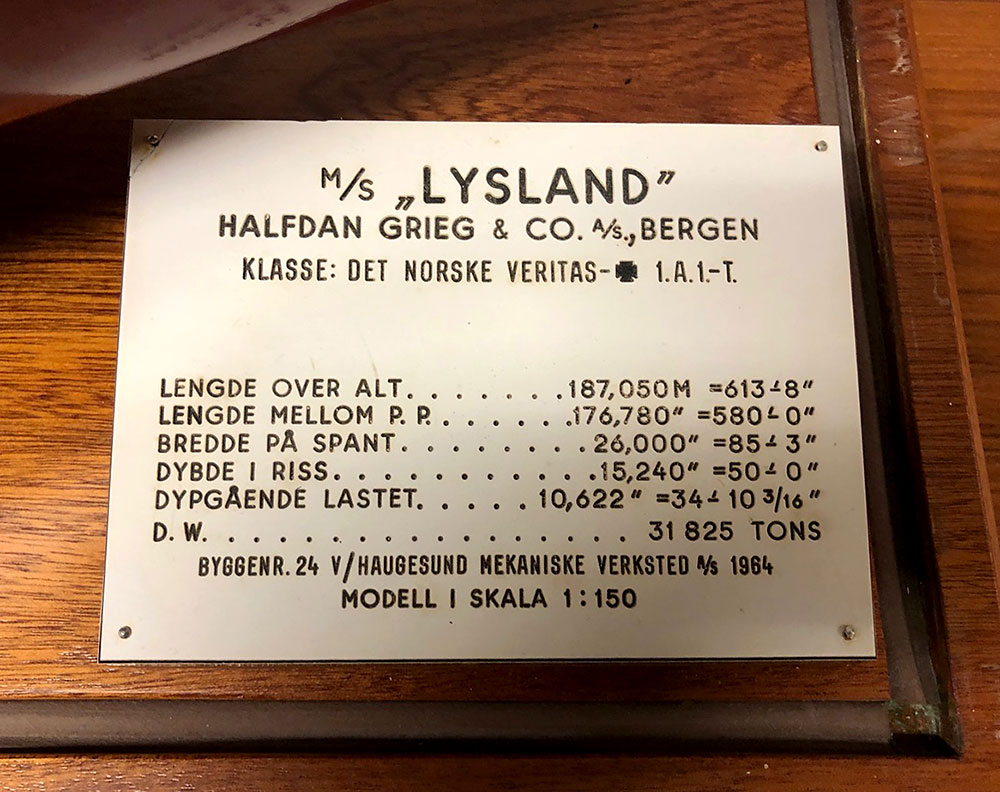 M/S „LYSLAND”
HALFDAN GRIEG & CO. A/S., BERGEN
KLASSE: DET NORSKE VERITAS-✠ 1.A.1.-T.
LENGDE OVER ALT. . . . . . . .187,050M =613'-8"
LENGDE MELLOM P. P. . . . . . .176,780" =580'-0"
BREDDE PÅ SPANT. . . . . . . . .26,000" =85'-3"
DYBDE I RISS. . . . . . . . . . .15,240" =50'-0"
DYPGÅENDE LASTET. . . . . 10,622" =34'-10 3/16"
D. W. . . . . . . . . . . . . . . . . . 31 825 TONS
BYGGENR. 24 V/HAUGESUND MEKANISKE VERKSTED A/S 1964
MODELL I SKALA 1:150